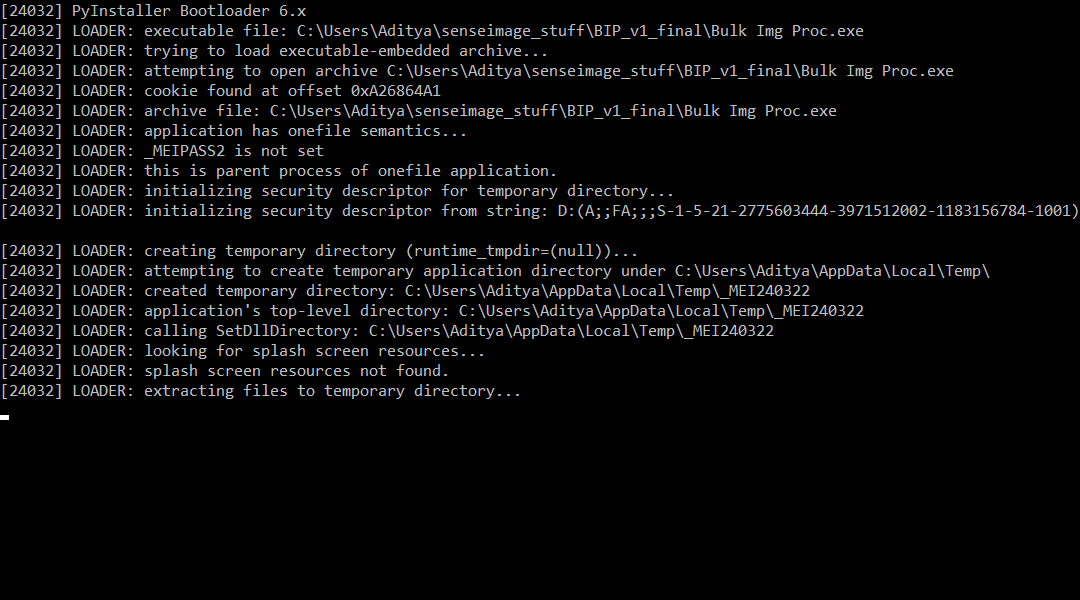 [24032] PyInstaller Bootloader 6.x
[24032] LOADER: executable file: C:\Users\Aditya\senseimage_stuff\BIP_v1_final\Bulk Img Proc.exe
[24032] LOADER: trying to load executable-embedded archive...
[24032] LOADER: attempting to open archive C:\Users\Aditya\senseimage_stuff\BIP_v1_final\Bulk Img Proc.exe
[24032] LOADER: cookie found at offset 0xA26864A1
[24032] LOADER: archive file: C:\Users\Aditya\senseimage_stuff\BIP_v1_final\Bulk Img Proc.exe
[24032] LOADER: application has onefile semantics...
[24032] LOADER: _MEIPASS2 is not set
[24032] LOADER: this is parent process of onefile application.
[24032] LOADER: initializing security descriptor for temporary directory...
[24032] LOADER: initializing security descriptor from string: D:(A;;FA;;;S-1-5-21-2775603444-3971512002-1183156784-1001)
[24032] LOADER: creating temporary directory (runtime_tmpdir=(null))...
[24032] LOADER: attempting to create temporary application directory under C:\Users\Aditya\AppData\Local\Temp\
[24032] LOADER: created temporary directory: C:\Users\Aditya\AppData\Local\Temp\_MEI240322
[24032] LOADER: application's top-level directory: C:\Users\Aditya\AppData\Local\Temp\_MEI240322
[24032] LOADER: calling SetDllDirectory: C:\Users\Aditya\AppData\Local\Temp\_MEI240322
[24032] LOADER: looking for splash screen resources...
[24032] LOADER: splash screen resources not found.
[24032] LOADER: extracting files to temporary directory...